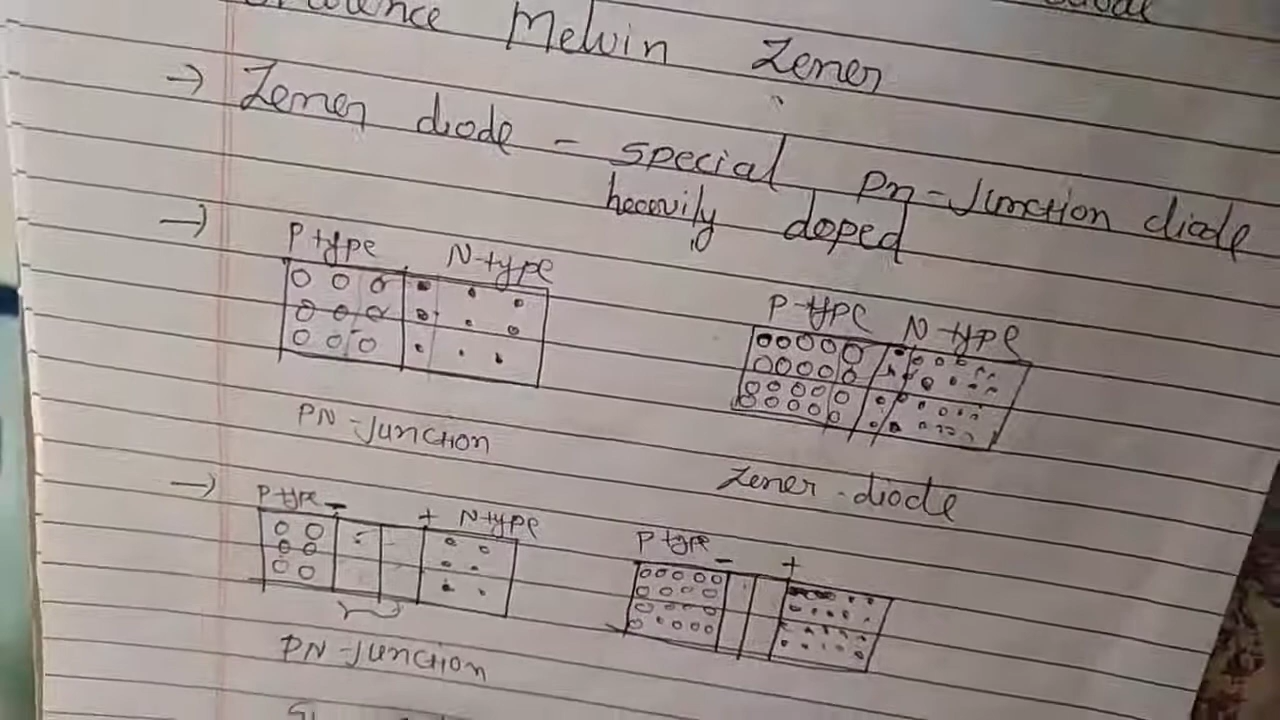 Melvin Zener
→ Zener diode - special pn-Junction diode
heavily doped
→ P type N-type
P-type N-type
PN-Junction
Zener-diode
→ P type - + N type
P type - +
PN-Junction